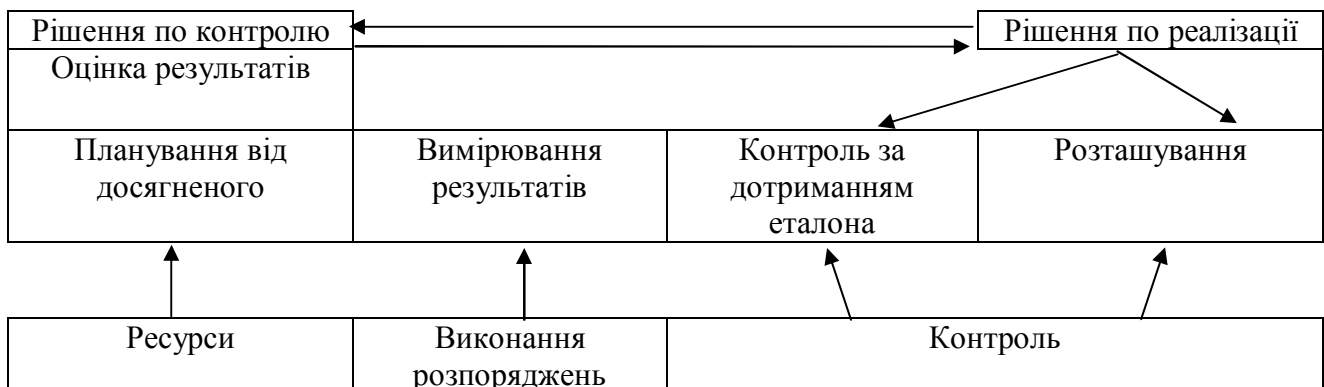 Рішення по контролю
Рішення по реалізації
Оцінка результатів
Планування від
досягненого
Вимірювання
результатів
Контроль за
дотриманням
еталона
Розташування
Ресурси
Виконання
розпоряджень
Контроль